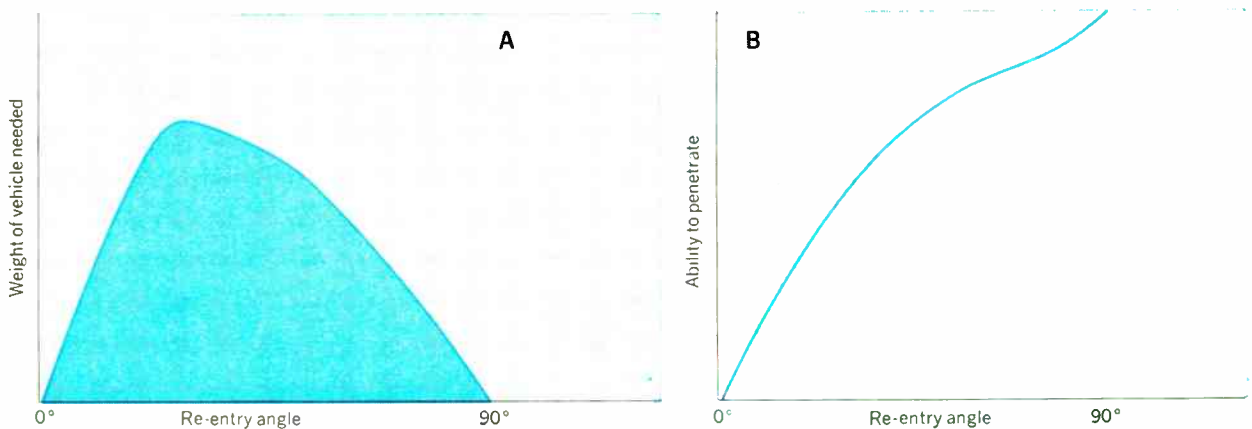 A
Weight of vehicle needed
0°
Re-entry angle
90°
B
Ability to penetrate
0°
Re-entry angle
90°